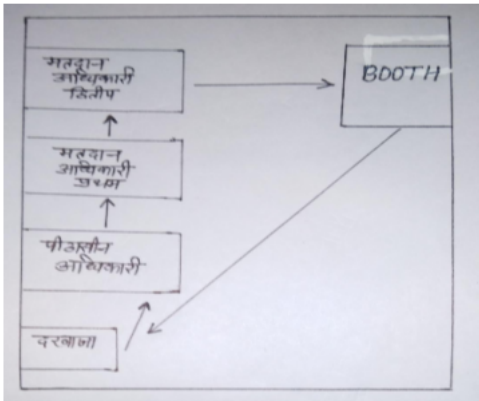 मतदान
अधिकारी
द्वितीय
BOOTH
मतदान
अधिकारी
प्रथम
पीठासीन
अधिकारी
दरवाजा